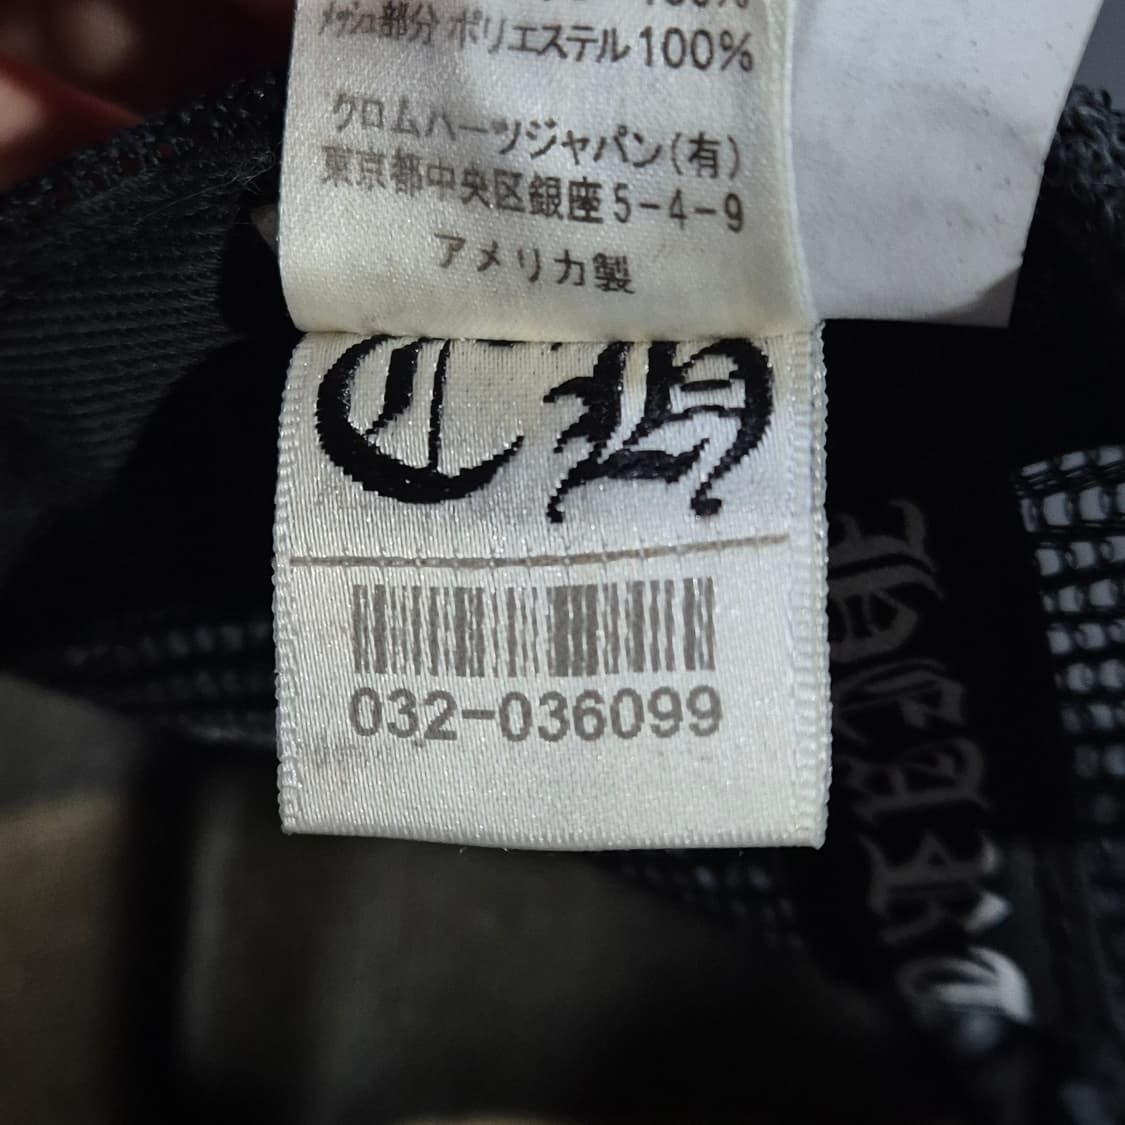 100%
メッシュ部分 ポリエステル100%
クロムハーツジャパン(有)
東京都中央区銀座5-4-9
アメリカ製
CH
032-036099